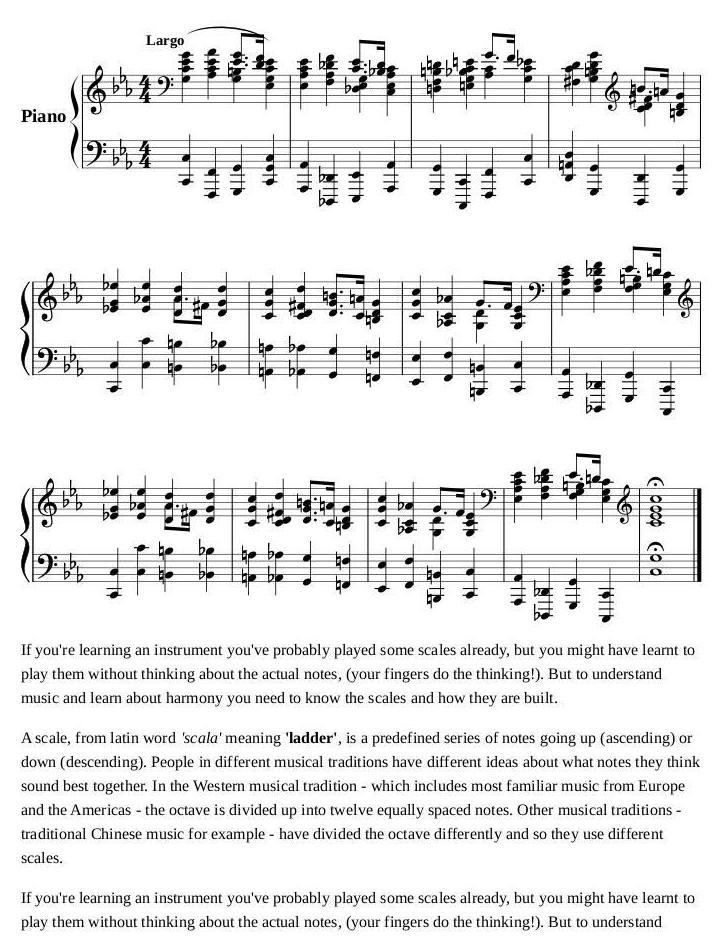 Largo
Piano
If you're learning an instrument you've probably played some scales already, but you might have learnt to
play them without thinking about the actual notes, (your fingers do the thinking!). But to understand
music and learn about harmony you need to know the scales and how they are built.
A scale, from latin word 'scala' meaning 'ladder', is a predefined series of notes going up (ascending) or
down (descending). People in different musical traditions have different ideas about what notes they think
sound best together. In the Western musical tradition - which includes most familiar music from Europe
and the Americas - the octave is divided up into twelve equally spaced notes. Other musical traditions -
traditional Chinese music for example - have divided the octave differently and so they use different
scales.
If you're learning an instrument you've probably played some scales already, but you might have learnt to
play them without thinking about the actual notes, (your fingers do the thinking!). But to understand